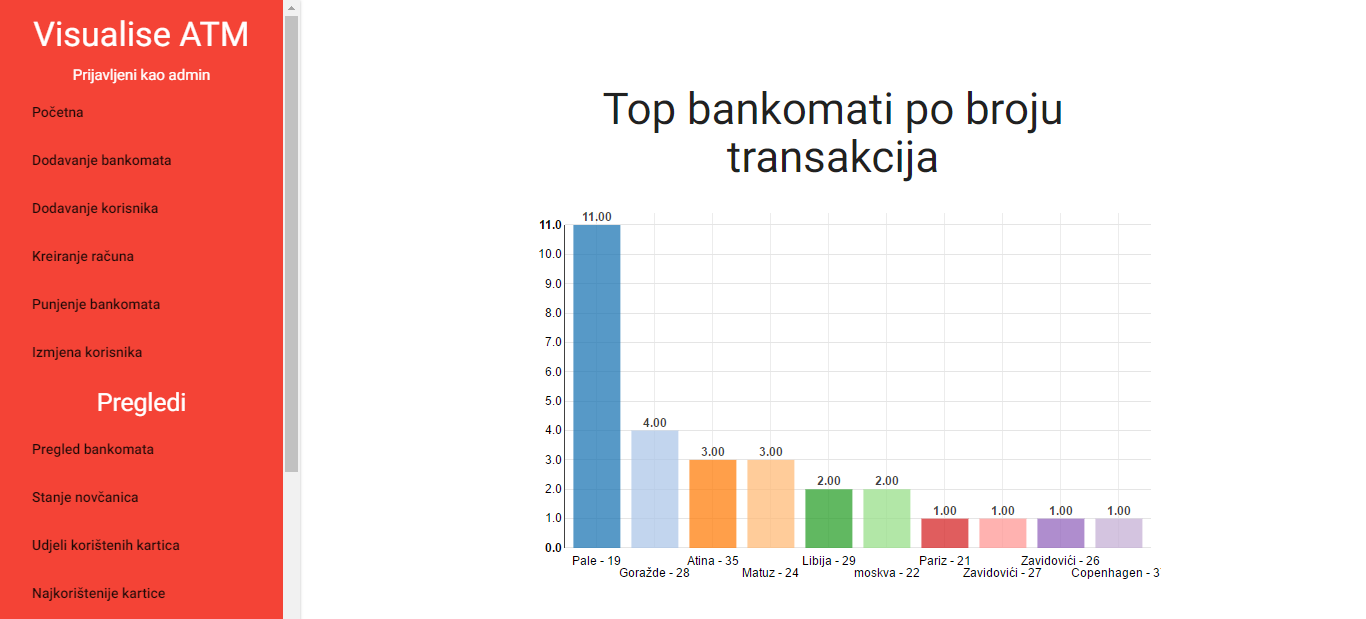 Visualise ATM
Prijavljeni kao admin
Početna
Dodavanje bankomata
Dodavanje korisnika
Kreiranje računa
Punjenje bankomata
Izmjena korisnika
Pregledi
Pregled bankomata
Stanje novčanica
Udjeli korištenih kartica
Najkorištenije kartice
Top bankomati po broju
transakcija
11.0
10.0
9.0
8.0
7.0
6.0
5.0
4.0
3.0
2.0
1.0
0.0
11.00
4.00
3.00
3.00
2.00
2.00
1.00
1.00
1.00
1.00
Pale - 19
Goražde - 28
Atina - 35
Matuz - 24
Libija - 29
moskva - 22
Pariz - 21
Zavidovići - 27
Zavidovići - 26
Copenhagen - 3